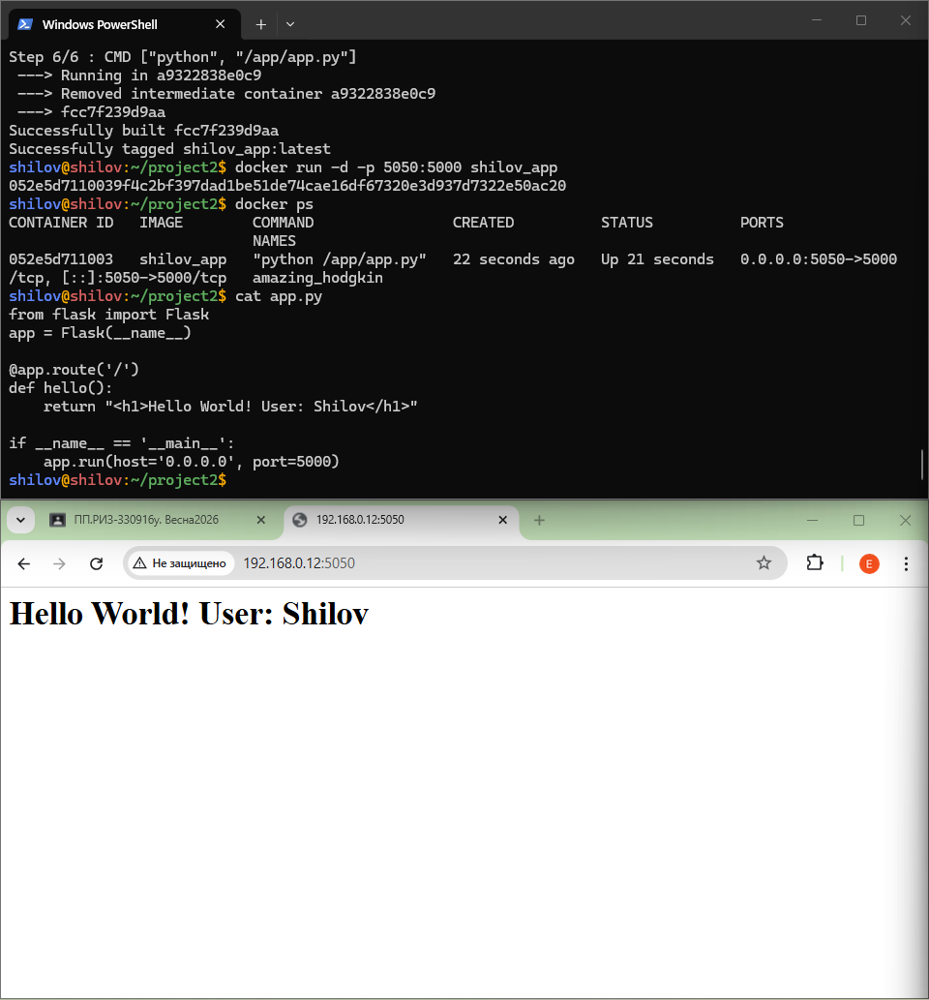 Windows PowerShell
Step 6/6 : CMD ["python", "/app/app.py"]
 ---> Running in a9322838e0c9
 ---> Removed intermediate container a9322838e0c9
 ---> fcc7f239d9aa
Successfully built fcc7f239d9aa
Successfully tagged shilov_app:latest
shilov@shilov:~/project2$ docker run -d -p 5050:5000 shilov_app
052e5d7110039f4c2bf397dad1be51de74cae16df67320e3d937d7322e50ac20
shilov@shilov:~/project2$ docker ps
CONTAINER ID   IMAGE        COMMAND                CREATED          STATUS          PORTS
                            NAMES
052e5d711003   shilov_app   "python /app/app.py"   22 seconds ago   Up 21 seconds   0.0.0.0:5050->5000
/tcp, [::]:5050->5000/tcp   amazing_hodgkin
shilov@shilov:~/project2$ cat app.py
from flask import Flask
app = Flask(__name__)

@app.route('/')
def hello():
    return "<h1>Hello World! User: Shilov</h1>"

if __name__ == '__main__':
    app.run(host='0.0.0.0', port=5000)
shilov@shilov:~/project2$
ПП.РИЗ-330916у. Весна2026
192.168.0.12:5050
Не защищено 192.168.0.12:5050
E
Hello World! User: Shilov